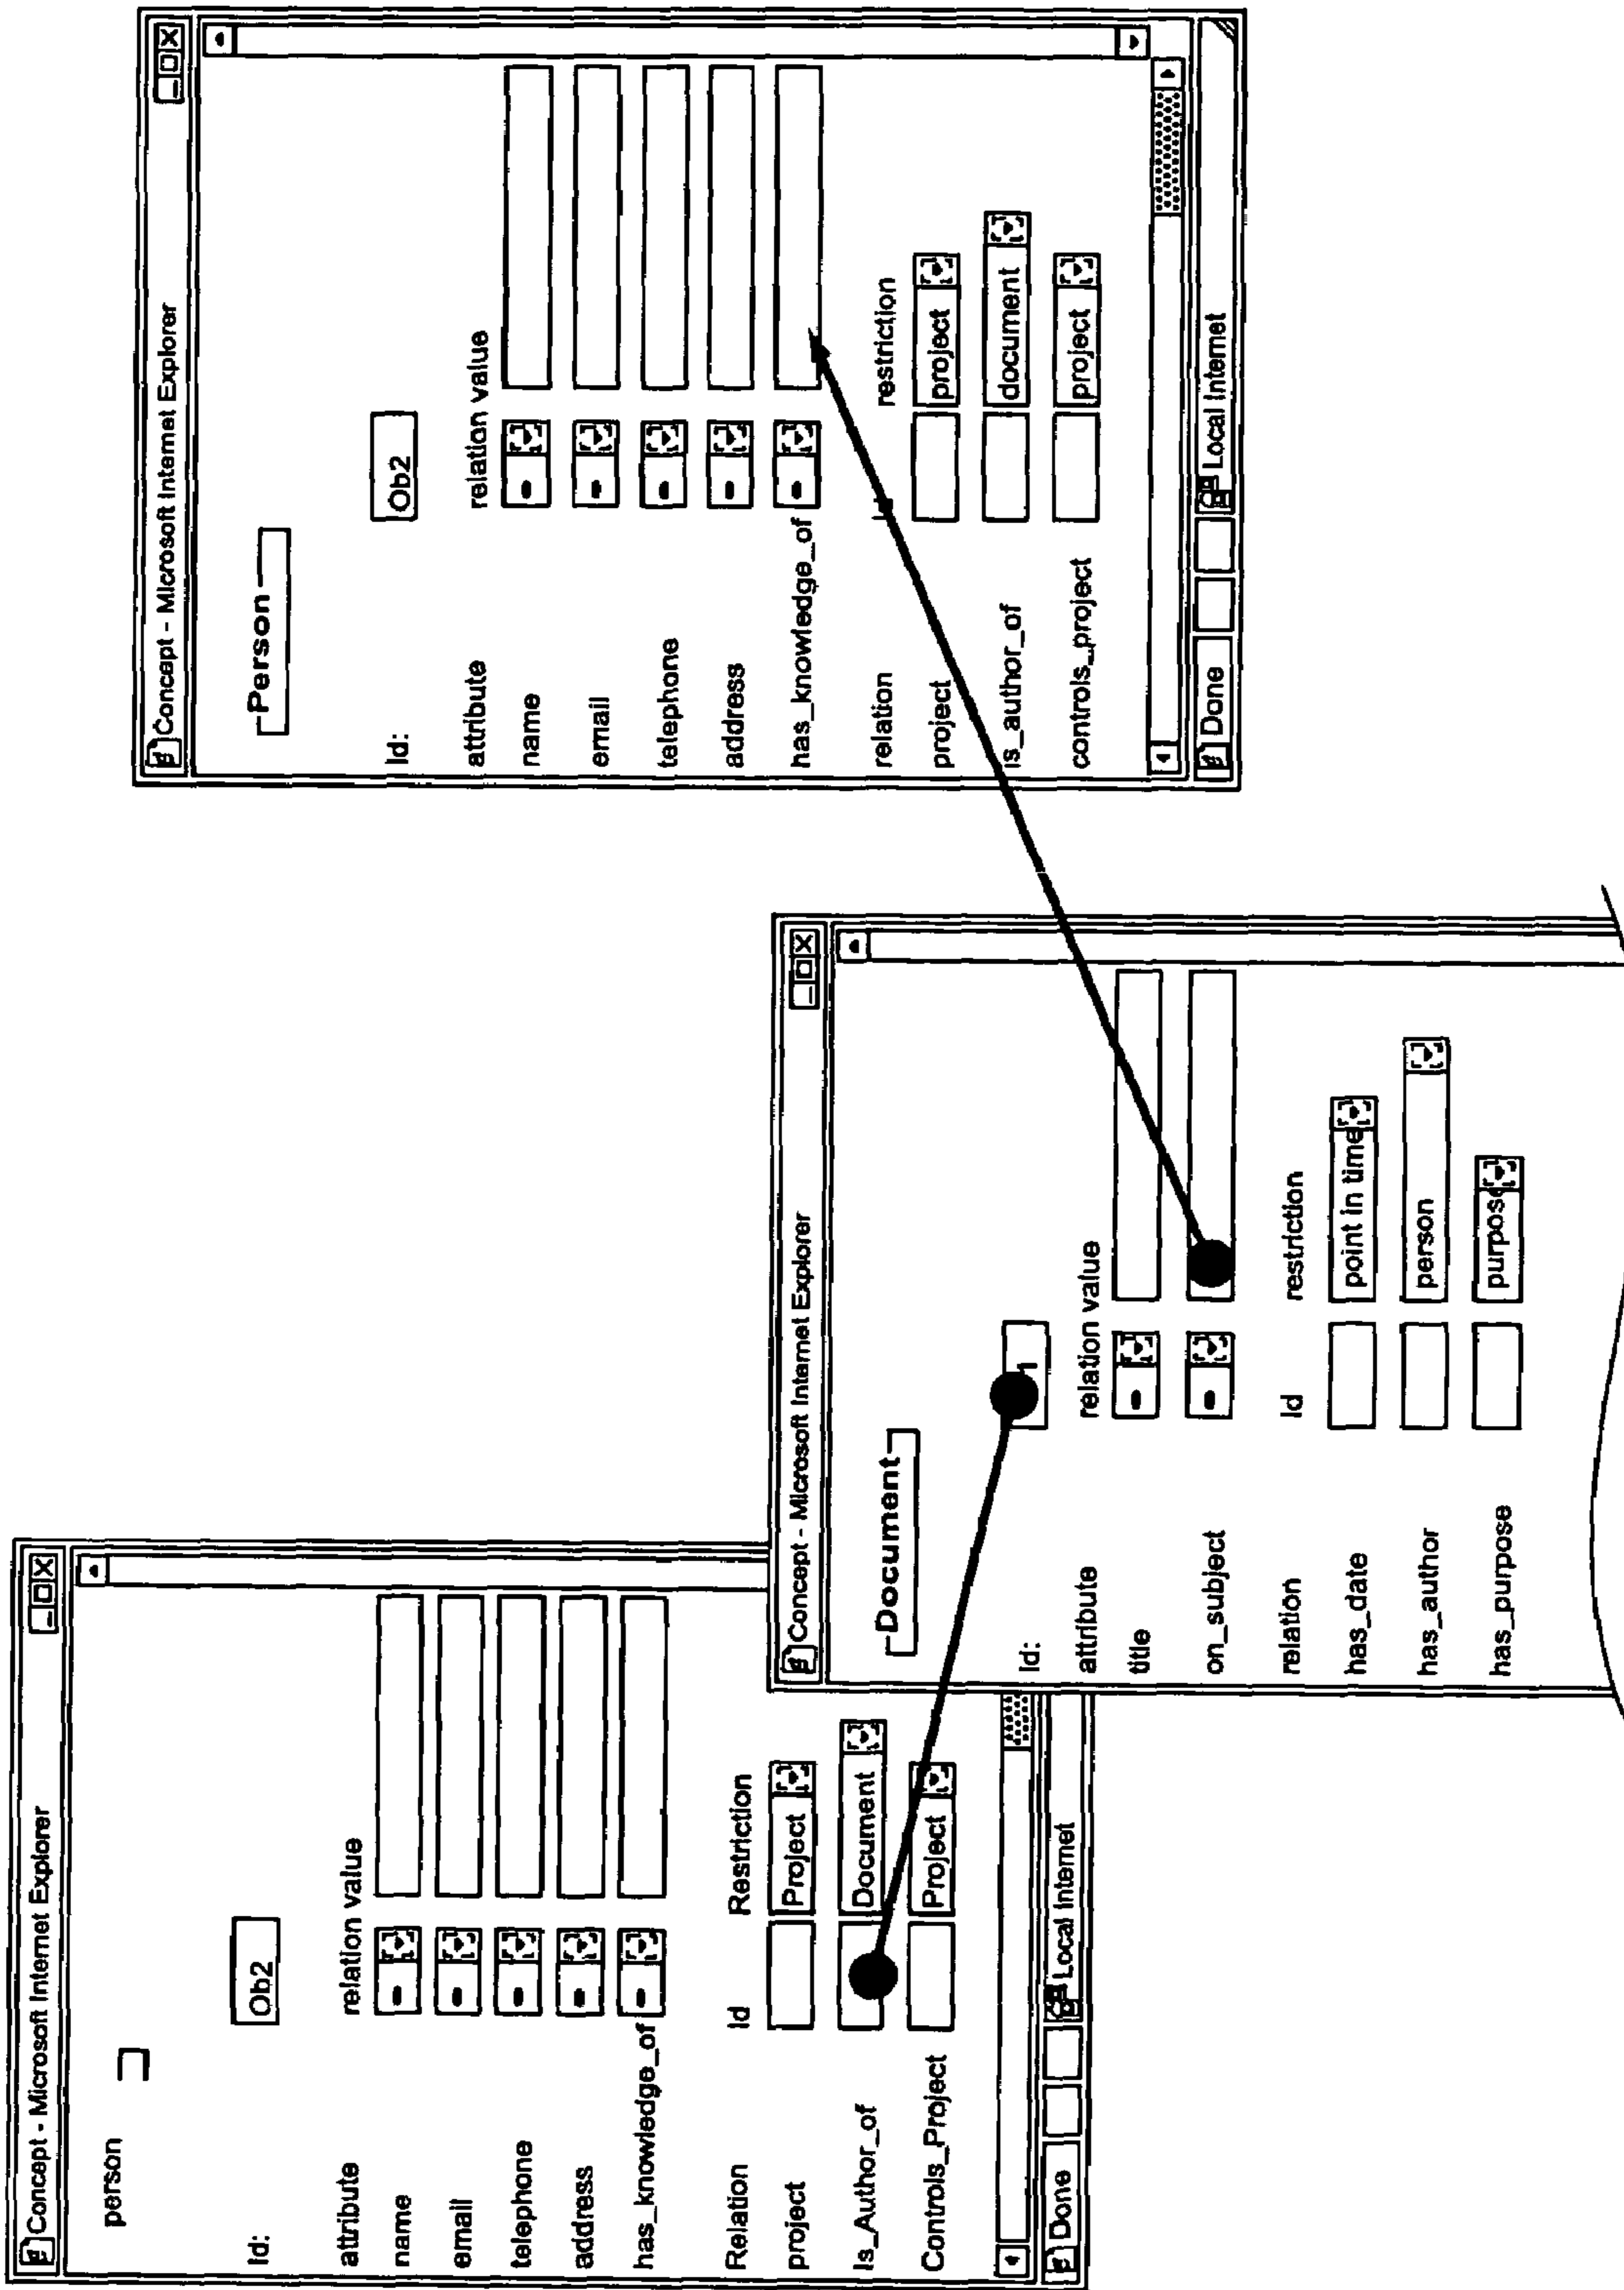 Concept - Microsoft Internet Explorer
person
Id: Ob2
attribute relation value
name
email
telephone
address
has_knowledge_of
Relation Id Restriction
project Project
Is_Author_of Document
Controls_Project Project
Done Local Internet
Concept - Microsoft Internet Explorer
Document
Id: 1
attribute relation value
title
on_subject
relation Id restriction
has_date point in time
has_author person
has_purpose purpose
Concept - Microsoft Internet Explorer
Person
Id: Ob2
attribute relation value
name
email
telephone
address
has_knowledge_of
relation restriction
project project
is_author_of document
controls_project project
Done Local Internet